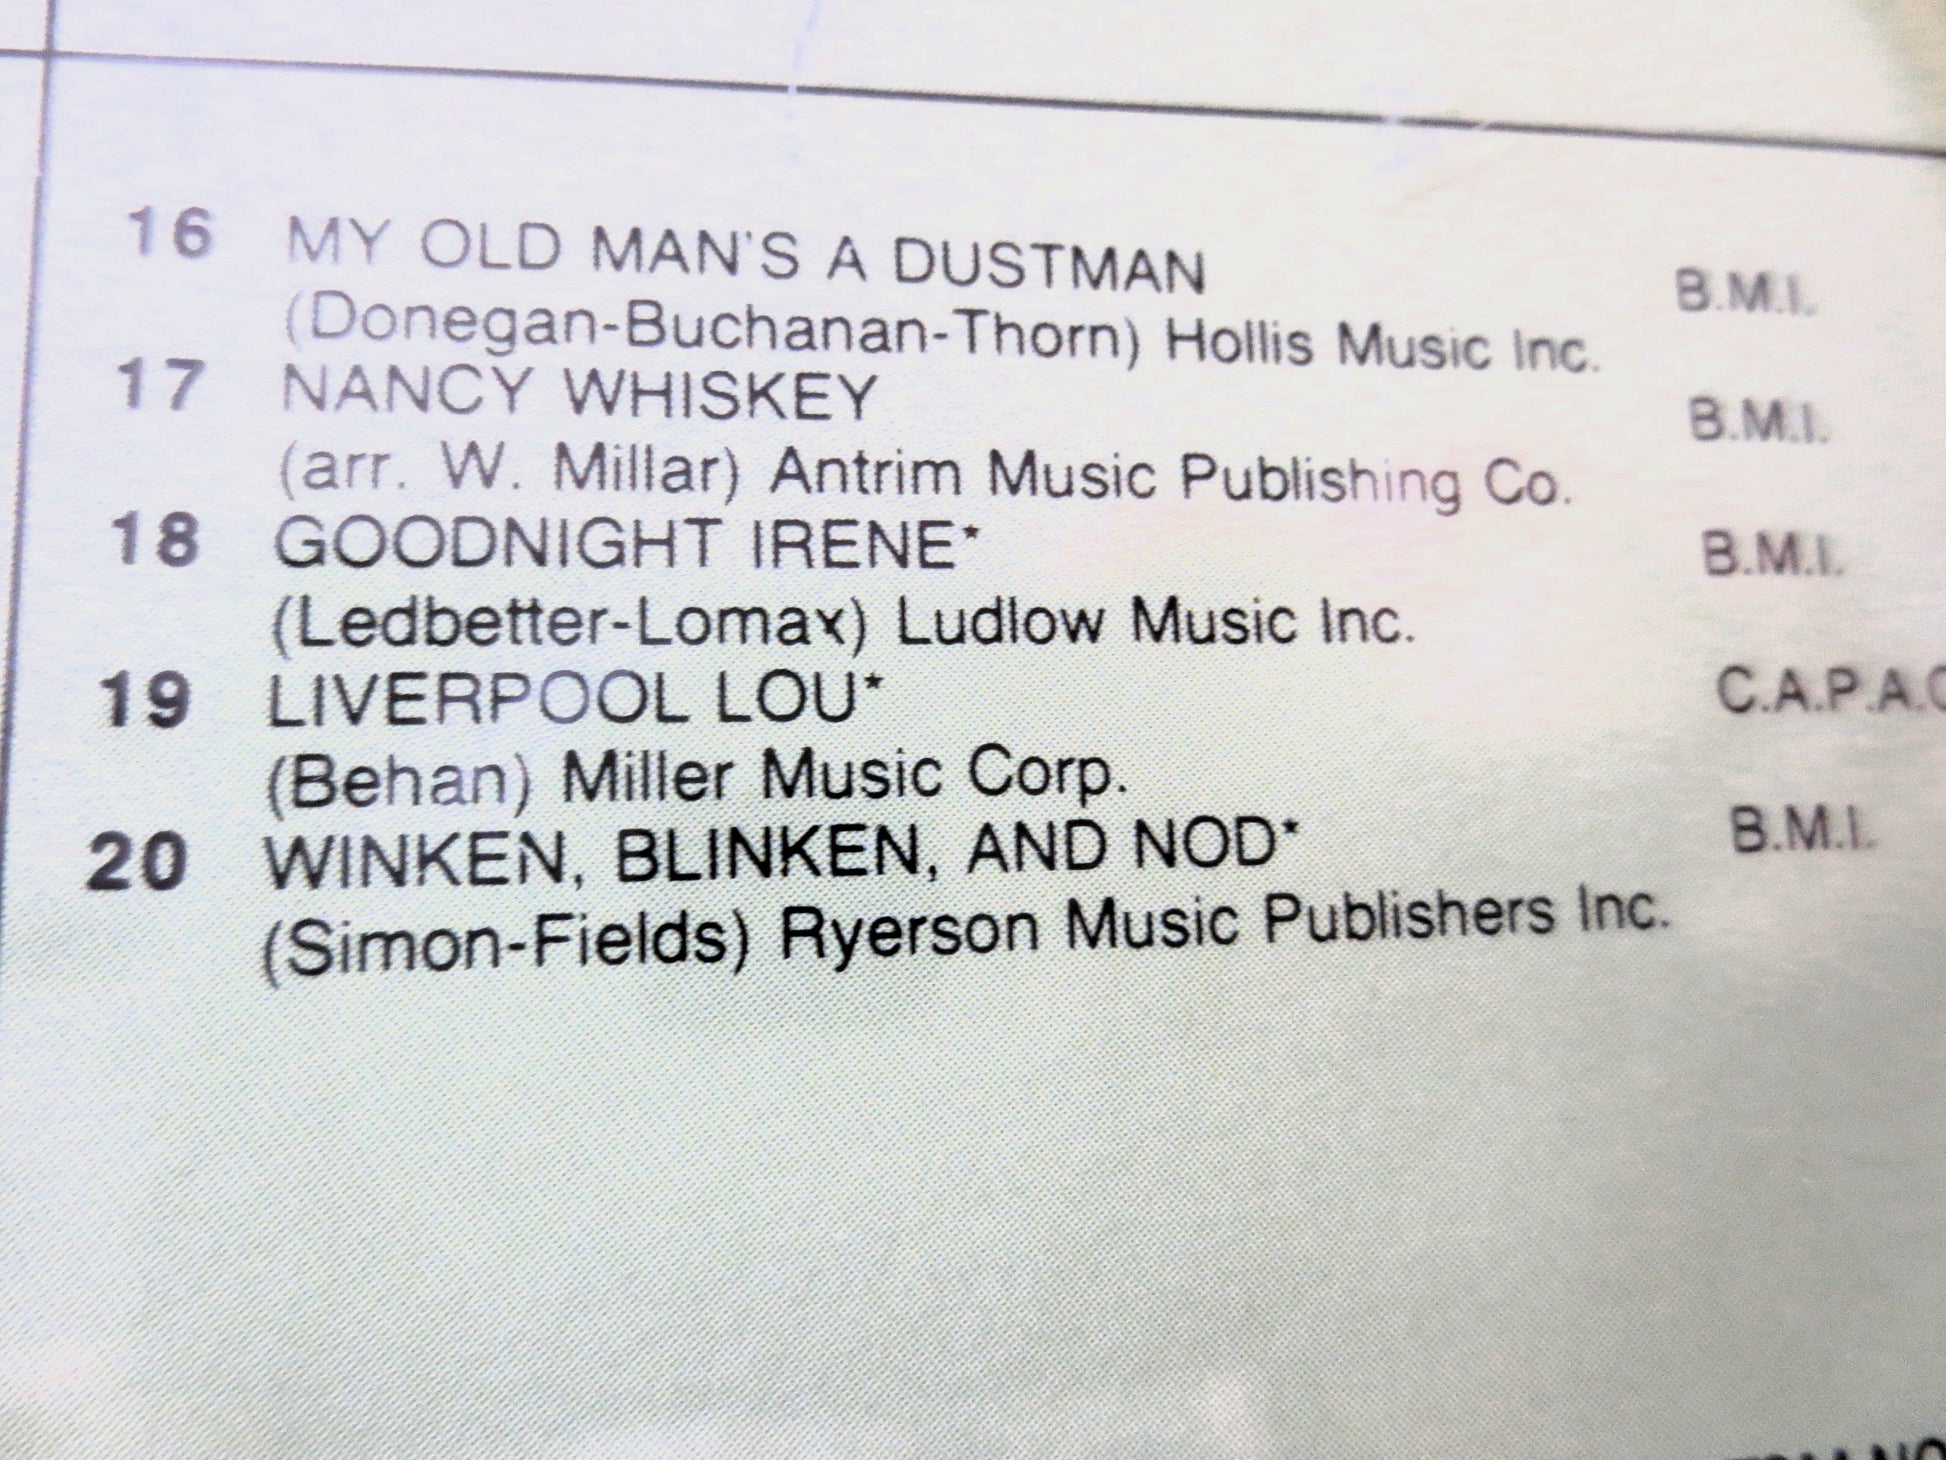 16 MY OLD MAN'S A DUSTMAN B.M.I.
(Donegan-Buchanan-Thorn) Hollis Music Inc.
17 NANCY WHISKEY B.M.I.
(arr. W. Millar) Antrim Music Publishing Co.
18 GOODNIGHT IRENE* B.M.I.
(Ledbetter-Lomax) Ludlow Music Inc.
19 LIVERPOOL LOU* C.A.P.A.C
(Behan) Miller Music Corp.
20 WINKEN, BLINKEN, AND NOD* B.M.I.
(Simon-Fields) Ryerson Music Publishers Inc.